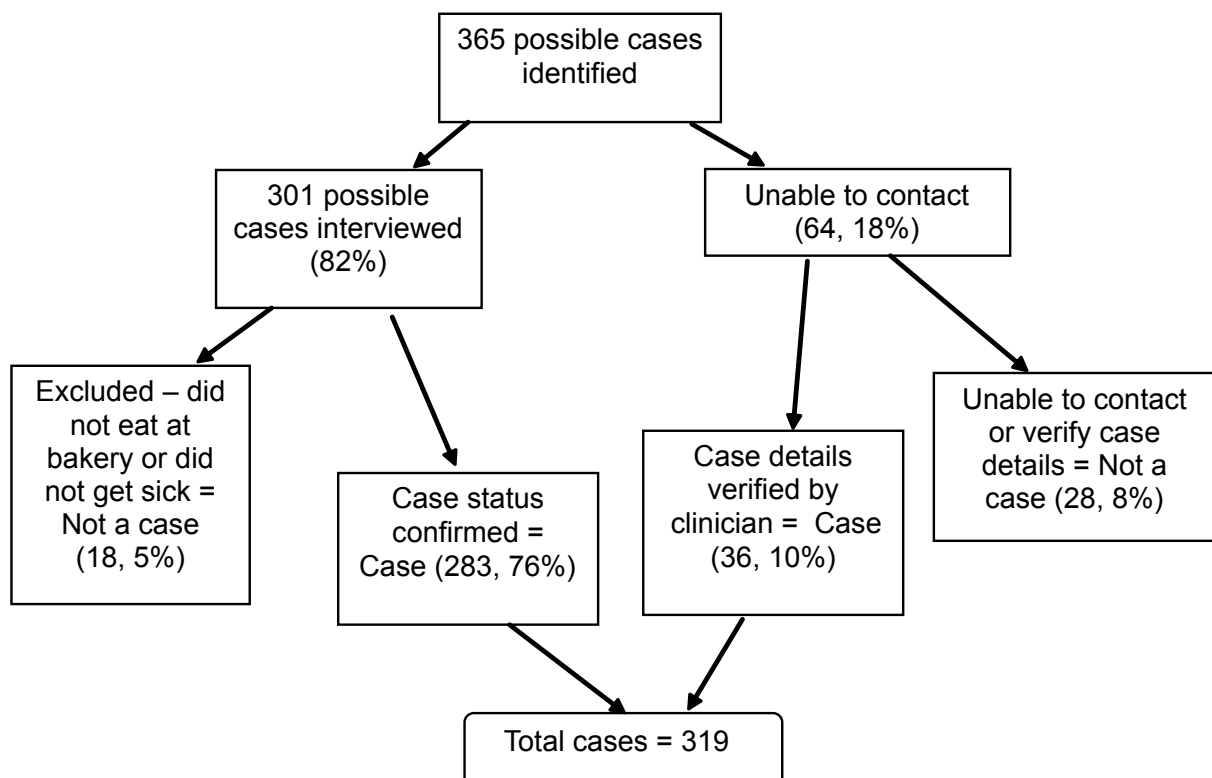 365 possible cases
identified
301 possible
cases interviewed
(82%)
Unable to contact
(64, 18%)
Excluded – did
not eat at
bakery or did
not get sick =
Not a case
(18, 5%)
Case status
confirmed =
Case (283, 76%)
Case details
verified by
clinician =  Case
(36, 10%)
Unable to contact
or verify case
details = Not a
case (28, 8%)
Total cases = 319